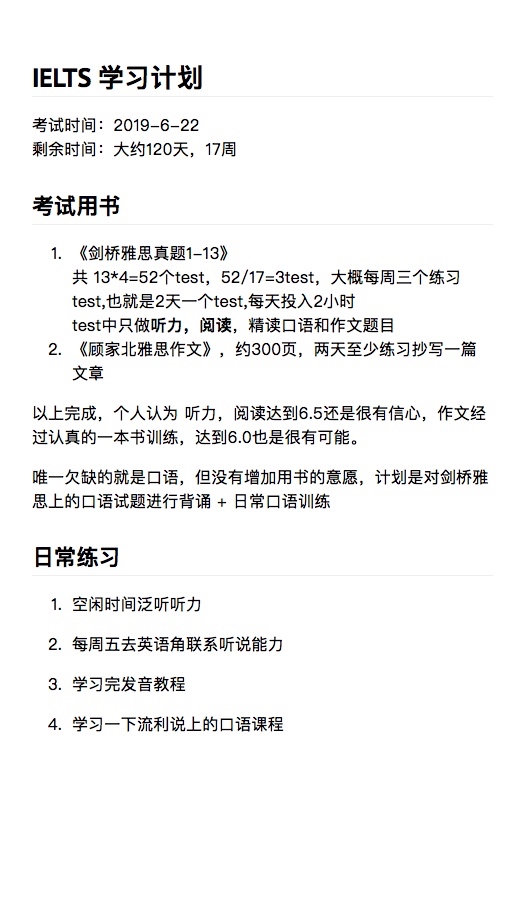 IELTS 学习计划
考试时间：2019-6-22
剩余时间：大约120天，17周
考试用书
1. 《剑桥雅思真题1-13》
共 13*4=52个test，52/17=3test，大概每周三个练习
test,也就是2天一个test,每天投入2小时
test中只做听力，阅读，精读口语和作文题目
2. 《顾家北雅思作文》，约300页，两天至少练习抄写一篇
文章
以上完成，个人认为 听力，阅读达到6.5还是很有信心，作文经
过认真的一本书训练，达到6.0也是很有可能。
唯一欠缺的就是口语，但没有增加用书的意愿，计划是对剑桥雅
思上的口语试题进行背诵 + 日常口语训练
日常练习
1. 空闲时间泛听听力
2. 每周五去英语角联系听说能力
3. 学习完发音教程
4. 学习一下流利说上的口语课程